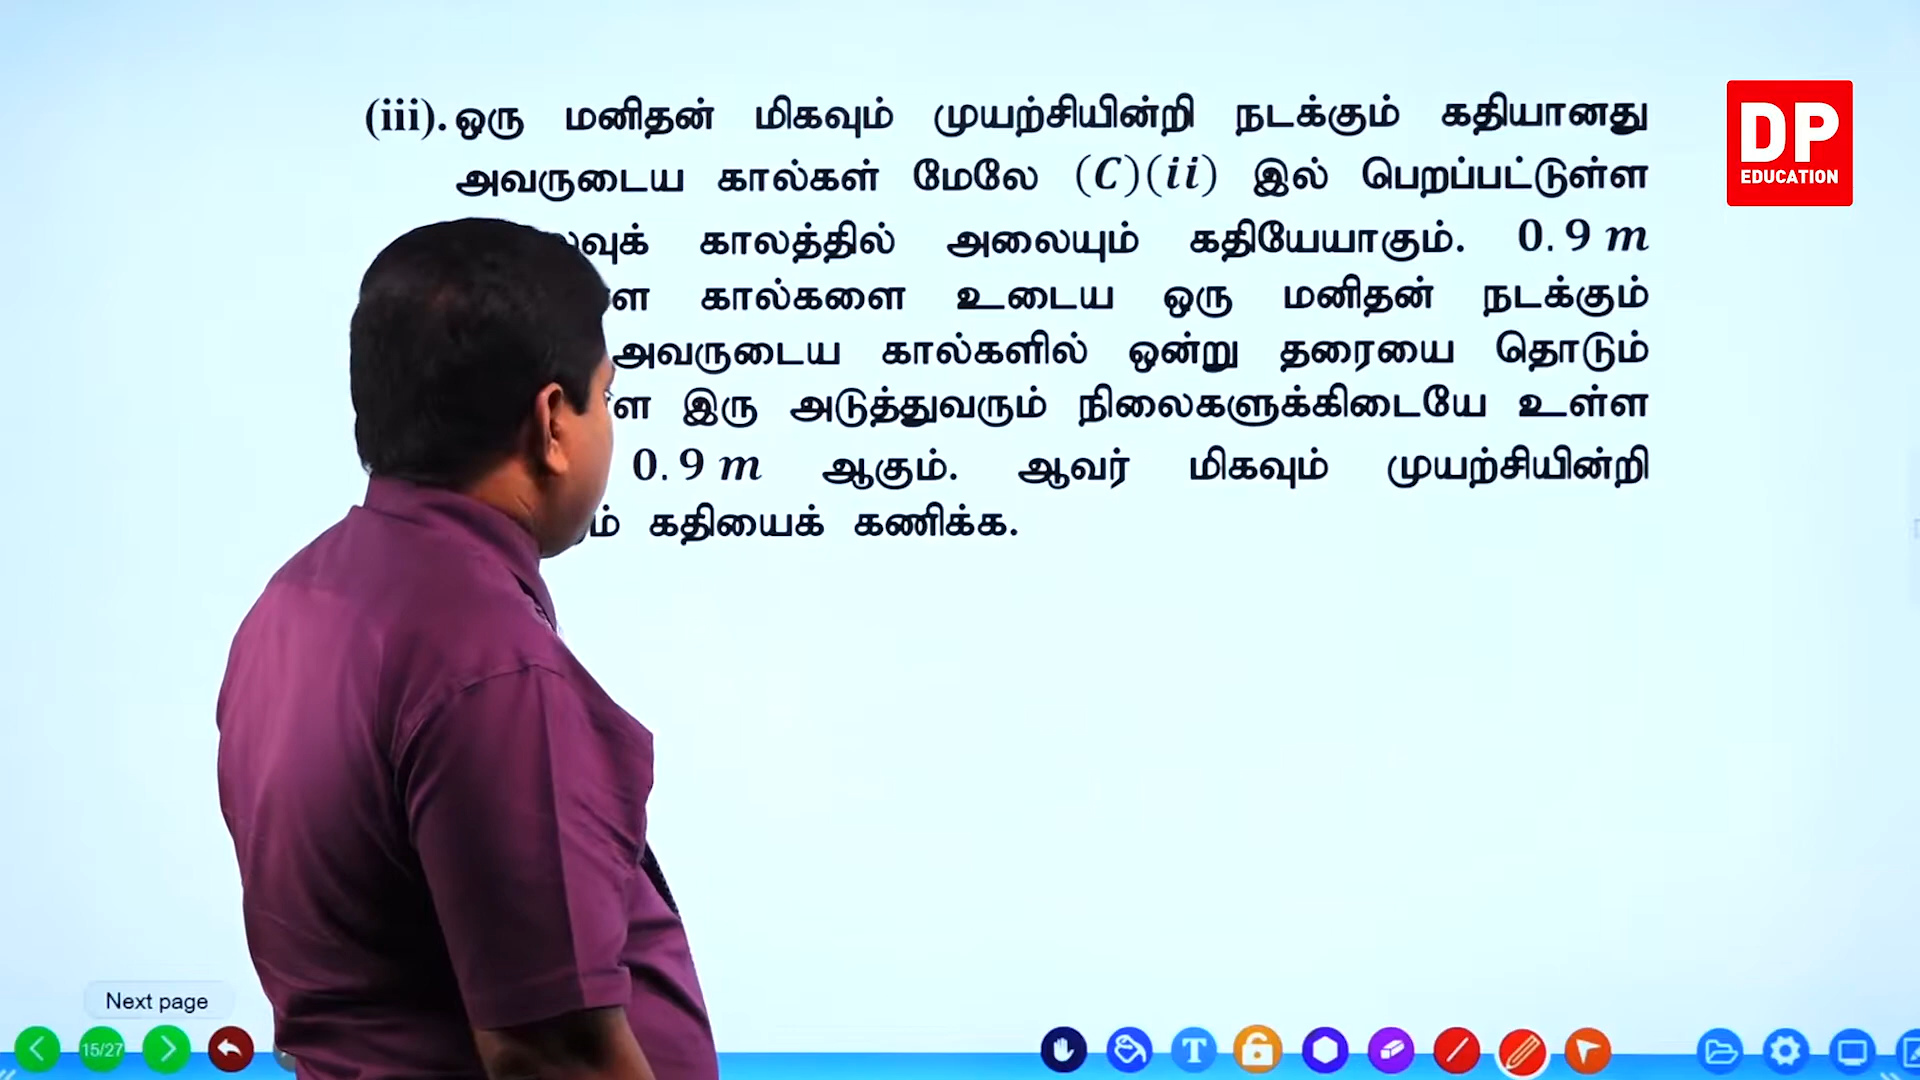 (iii). ஒரு மனிதன் மிகவும் முயற்சியின்றி நடக்கும் கதியானது
அவருடைய கால்கள் மேலே (C)(ii) இல் பெறப்பட்டுள்ள
காலத்தில் அலையும் கதியேயாகும். 0.9 m
கால்களை உடைய ஒரு மனிதன் நடக்கும்
அவருடைய கால்களில் ஒன்று தரையை தொடும்
இரு அடுத்துவரும் நிலைகளுக்கிடையே உள்ள
0.9 m ஆகும். ஆவர் மிகவும் முயற்சியின்றி
கதியைக் கணிக்க.
DP
EDUCATION
Next page
15/27
T